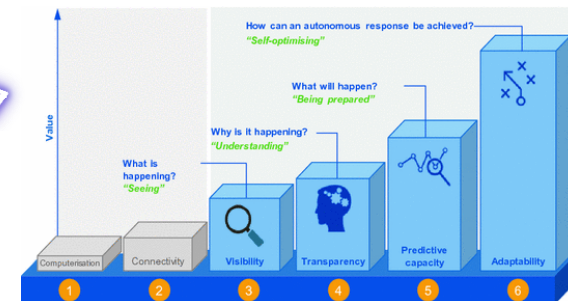 How can an autonomous response be achieved?
“Self-optimising”
What will happen?
“Being prepared”
Why is it happening?
“Understanding”
What is
happening?
“Seeing”
Value
Computerisation
Connectivity
Visibility
Transparency
Predictive
capacity
Adaptability
1
2
3
4
5
6